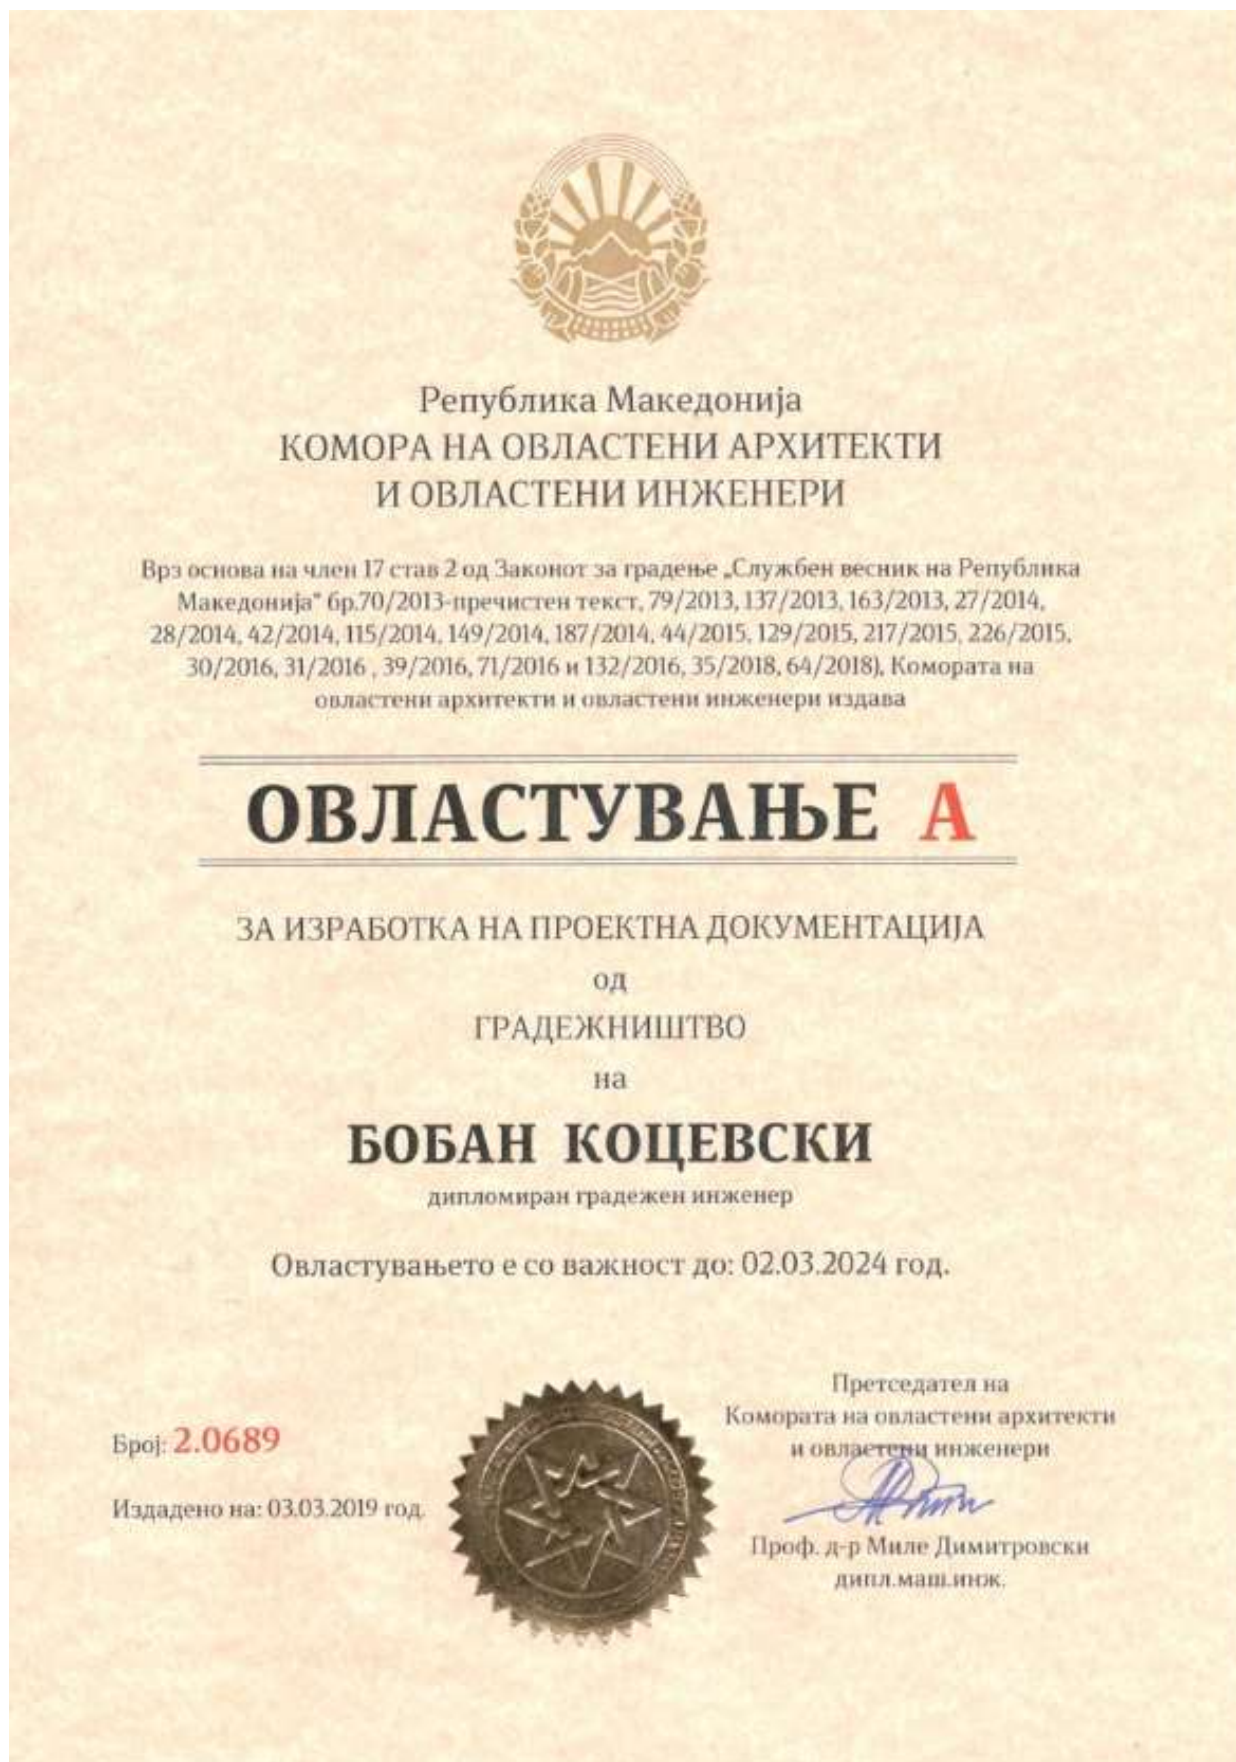 Република Македонија
КОМОРА НА ОВЛАСТЕНИ АРХИТЕКТИ
И ОВЛАСТЕНИ ИНЖЕНЕРИ
Врз основа на член 17 став 2 од Законот за градење „Службен весник на Република
Македонија" бр.70/2013-пречистен текст, 79/2013, 137/2013, 163/2013, 27/2014,
28/2014, 42/2014, 115/2014, 149/2014, 187/2014, 44/2015, 129/2015, 217/2015, 226/2015,
30/2016, 31/2016 , 39/2016, 71/2016 и 132/2016, 35/2018, 64/2018), Комората на
овластени архитекти и овластени инженери издава
ОВЛАСТУВАЊЕ А
ЗА ИЗРАБОТКА НА ПРОЕКТНА ДОКУМЕНТАЦИЈА
од
ГРАДЕЖНИШТВО
на
БОБАН КОЦЕВСКИ
дипломиран градежен инженер
Овластувањето е со важност до: 02.03.2024 год.
Број: 2.0689
Издадено на: 03.03.2019 год.
Претседател на
Комората на овластени архитекти
и овластени инженери
Проф. д-р Миле Димитровски
дипл.маш.инж.